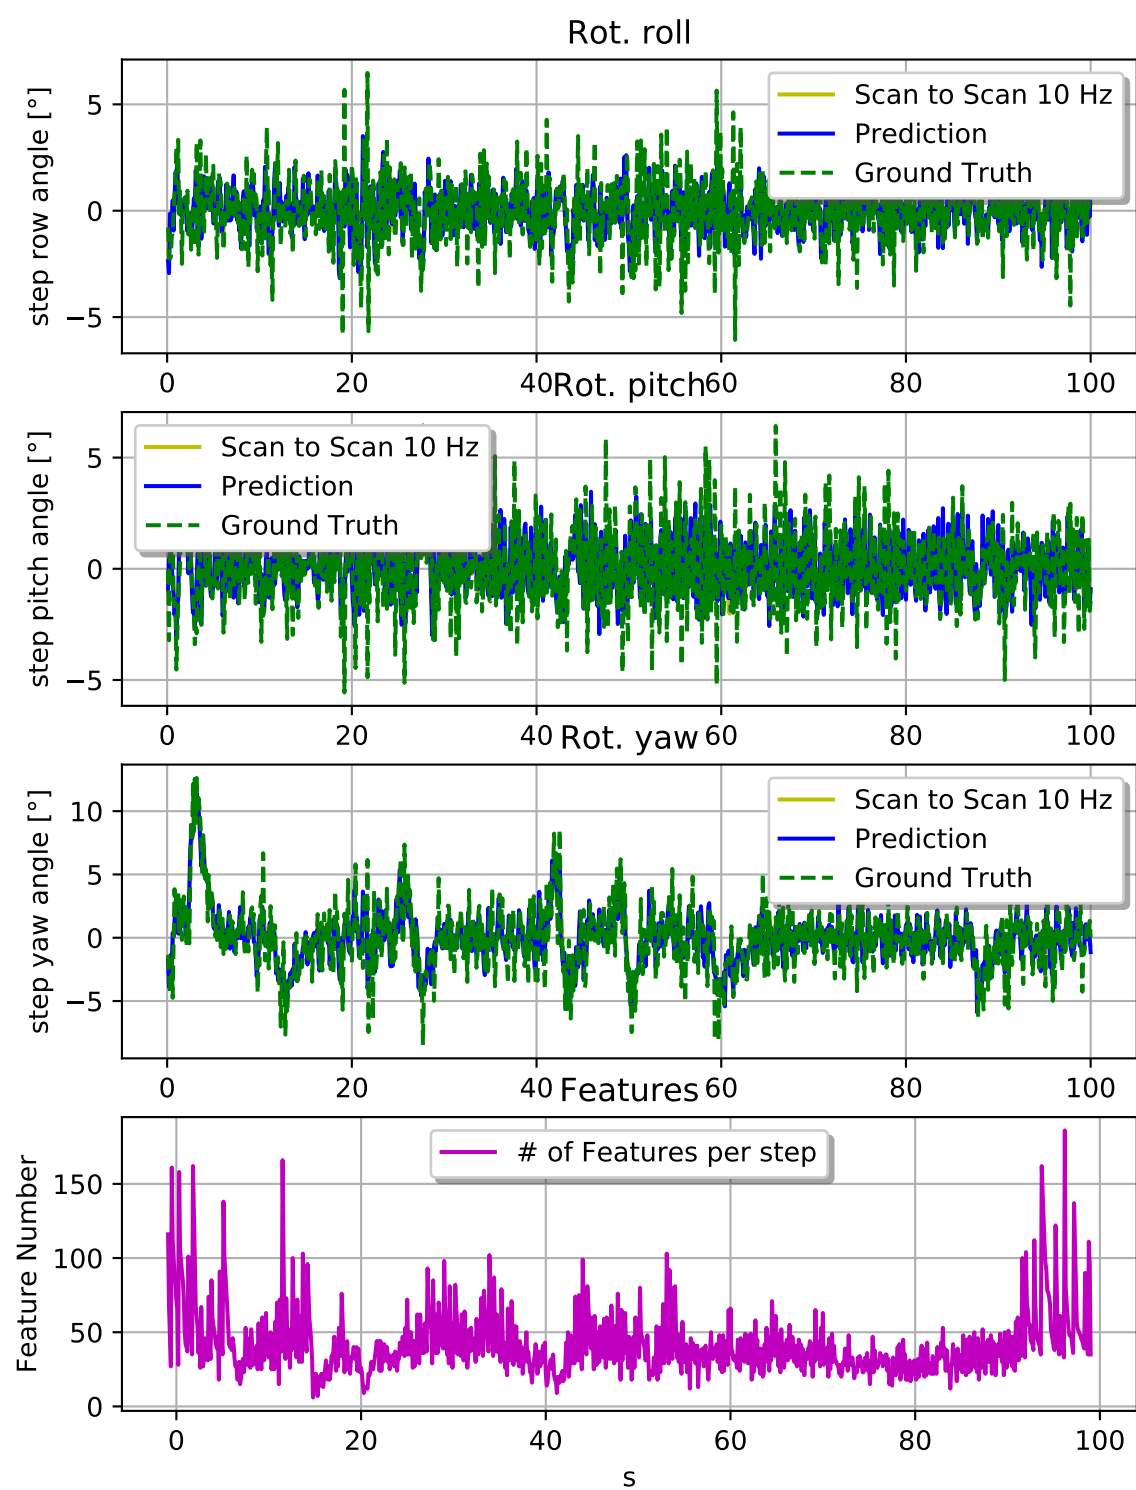 Rot. roll
step row angle [°]
5
0
−5
Scan to Scan 10 Hz
Prediction
Ground Truth
0 20 40 60 80 100
Rot. pitch
step pitch angle [°]
5
0
−5
Scan to Scan 10 Hz
Prediction
Ground Truth
0 20 40 60 80 100
Rot. yaw
step yaw angle [°]
10
5
0
−5
Scan to Scan 10 Hz
Prediction
Ground Truth
0 20 40 60 80 100
Features
Feature Number
150
100
50
0
# of Features per step
0 20 40 60 80 100
s